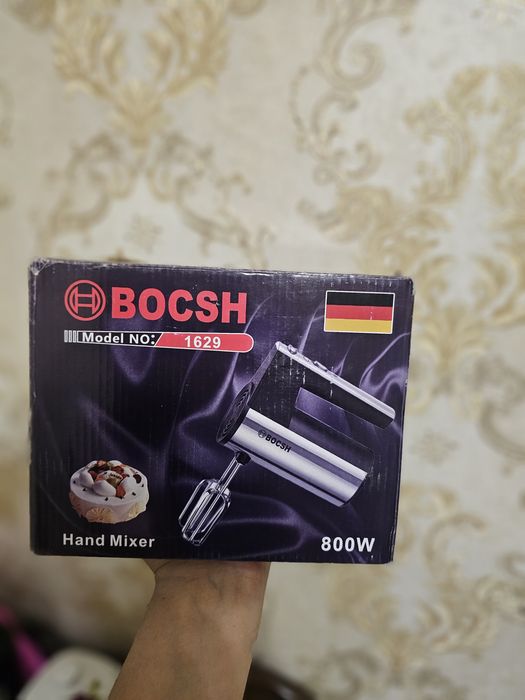 BOCSH
Model NO: 1629
BOCSH
Hand Mixer
800W